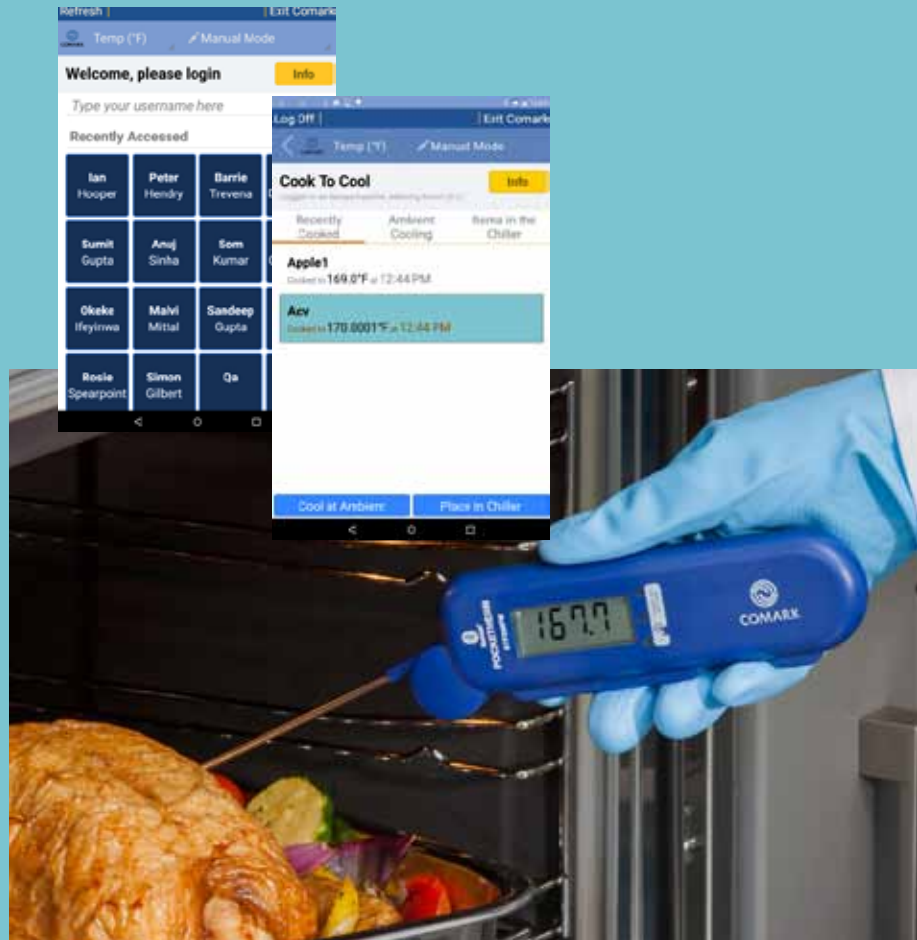 Refresh |
| Exit Comark
COMARK
Temp (°F)
Manual Mode
Welcome, please login
Info
Type your username here
Recently Accessed
Ian
Hooper
Peter
Hendry
Barrie
Trevena
Sumit
Gupta
Anuj
Sinha
Som
Kumar
Okeke
Ifeyinwa
Malvi
Mittal
Sandeep
Gupta
Rosie
Spearpoint
Simon
Gilbert
Qa
Log Off |
| Exit Comark
Temp (°F)
Manual Mode
Cook To Cool
Info
Recently
Cooked
Ambient
Cooling
Items in the
Chiller
Apple1
Cooked to 169.0°F at 12:44 PM
Acv
Cooked to 170.0001°F at 12:44 PM
Cool at Ambient
Place in Chiller
167.7
POCKETHERM
COMARK